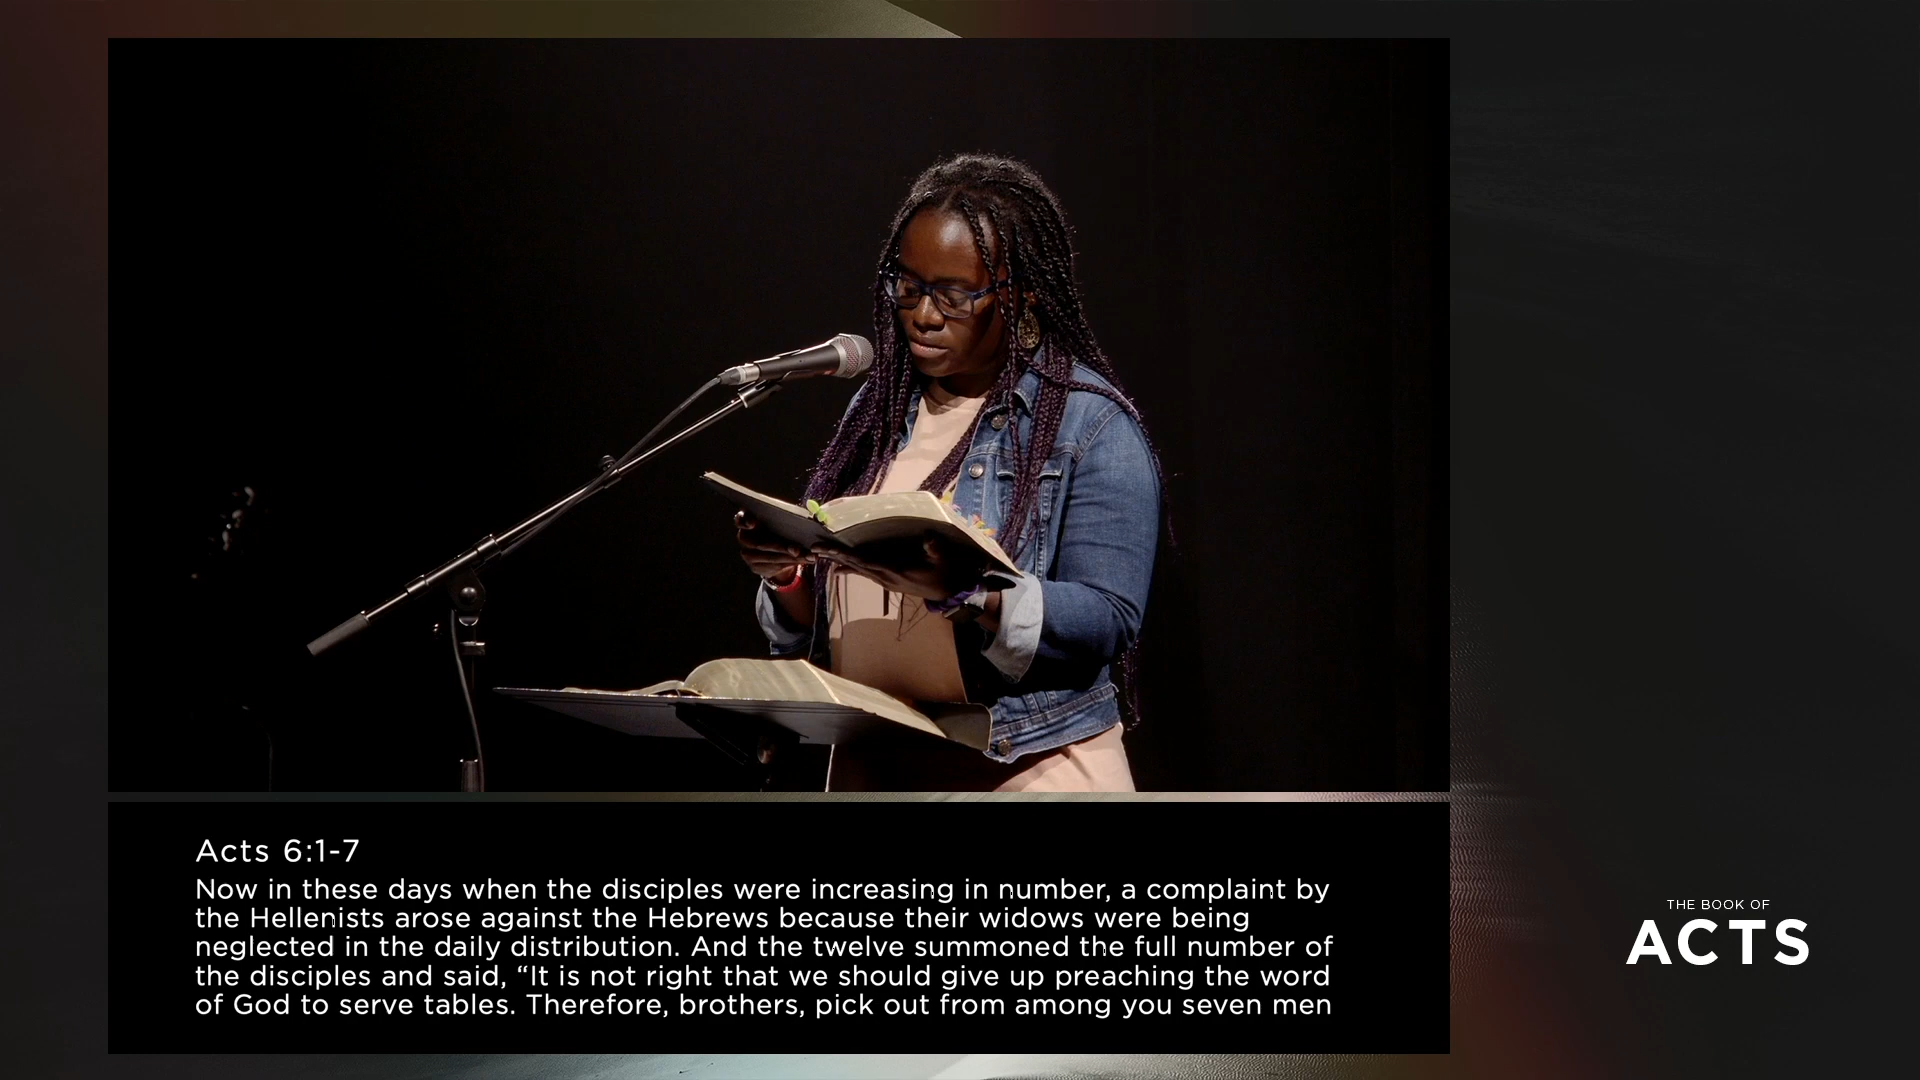 Acts 6:1-7
Now in these days when the disciples were increasing in number, a complaint by
the Hellenists arose against the Hebrews because their widows were being
neglected in the daily distribution. And the twelve summoned the full number of
the disciples and said, “It is not right that we should give up preaching the word
of God to serve tables. Therefore, brothers, pick out from among you seven men
THE BOOK OF
ACTS